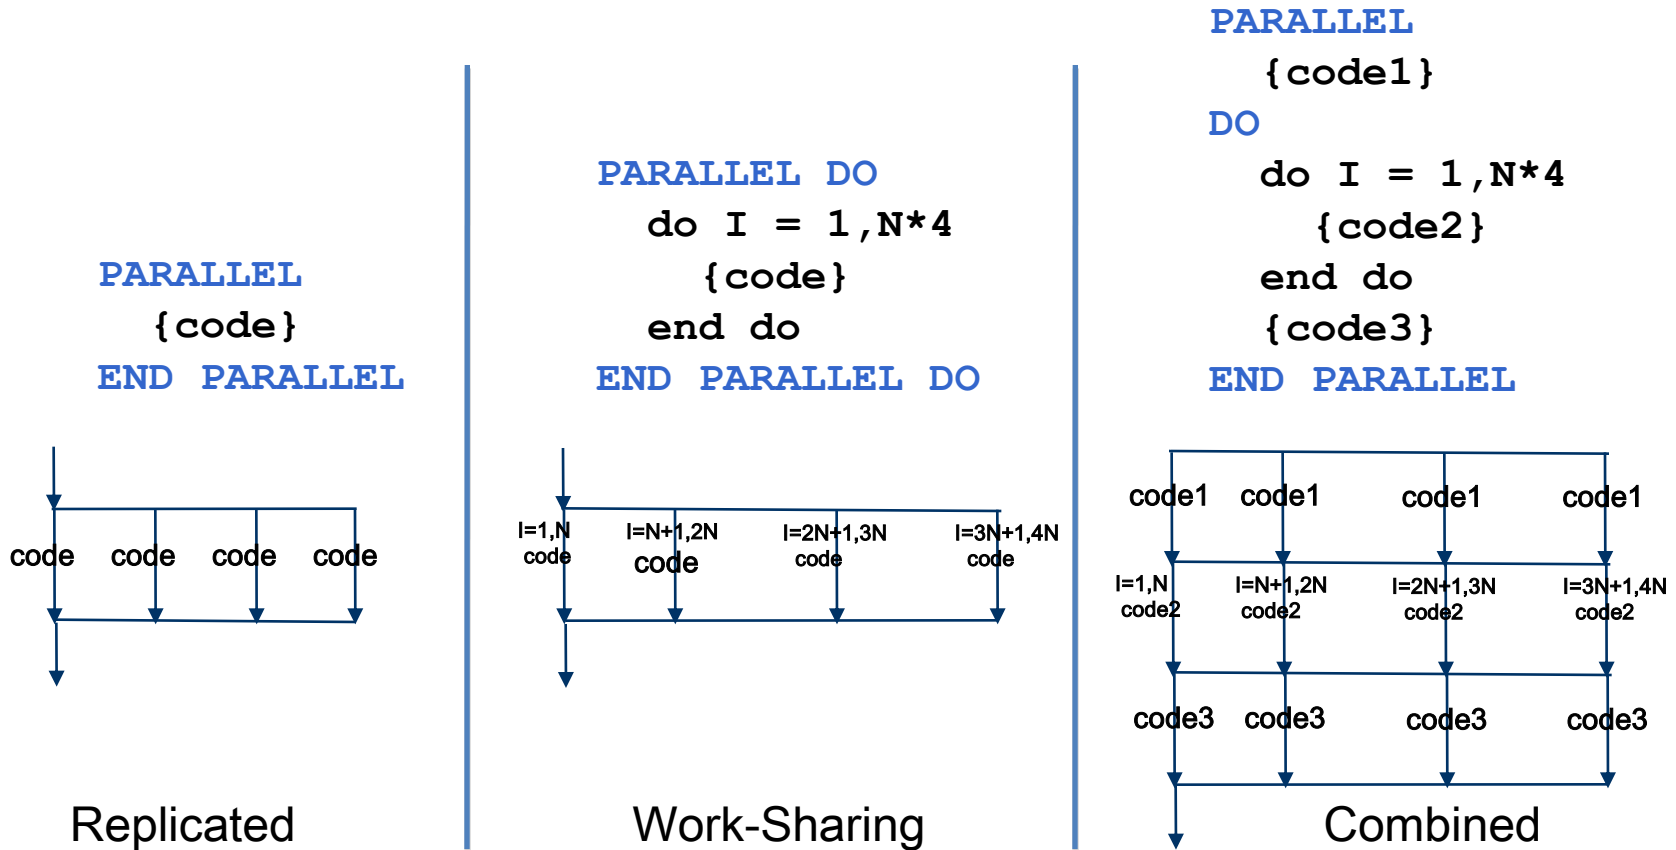 PARALLEL
{code}
END PARALLEL
code code code code
Replicated
PARALLEL DO
do I = 1,N*4
{code}
end do
END PARALLEL DO
I=1,N I=N+1,2N I=2N+1,3N I=3N+1,4N
code code code code
Work-Sharing
PARALLEL
{code1}
DO
do I = 1,N*4
{code2}
end do
{code3}
END PARALLEL
code1 code1 code1 code1
I=1,N I=N+1,2N I=2N+1,3N I=3N+1,4N
code2 code2 code2 code2
code3 code3 code3 code3
Combined